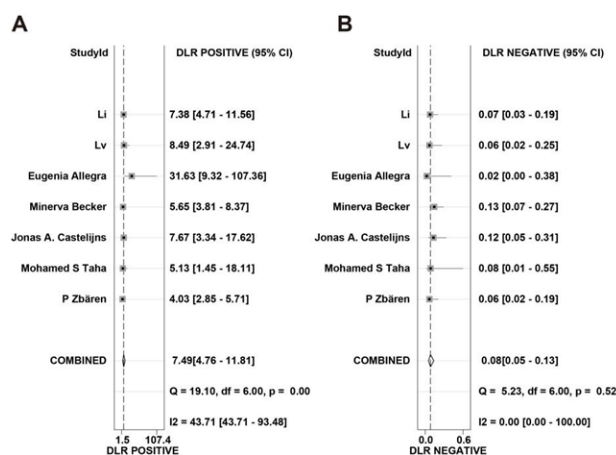 A
StudyId DLR POSITIVE (95% CI)
Li 7.38 [4.71 - 11.56]
Lv 8.49 [2.91 - 24.74]
Eugenia Allegra 31.63 [9.32 - 107.36]
Minerva Becker 5.65 [3.81 - 8.37]
Jonas A. Castelijns 7.67 [3.34 - 17.62]
Mohamed S Taha 5.13 [1.45 - 18.11]
P Zbären 4.03 [2.85 - 5.71]
COMBINED 7.49[4.76 - 11.81]
Q = 19.10, df = 6.00, p = 0.00
I2 = 43.71 [43.71 - 93.48]
1.5 107.4
DLR POSITIVE
B
StudyId DLR NEGATIVE (95% CI)
Li 0.07 [0.03 - 0.19]
Lv 0.06 [0.02 - 0.25]
Eugenia Allegra 0.02 [0.00 - 0.38]
Minerva Becker 0.13 [0.07 - 0.27]
Jonas A. Castelijns 0.12 [0.05 - 0.31]
Mohamed S Taha 0.08 [0.01 - 0.55]
P Zbären 0.06 [0.02 - 0.19]
COMBINED 0.08[0.05 - 0.13]
Q = 5.23, df = 6.00, p = 0.52
I2 = 0.00 [0.00 - 100.00]
0.0 0.6
DLR NEGATIVE